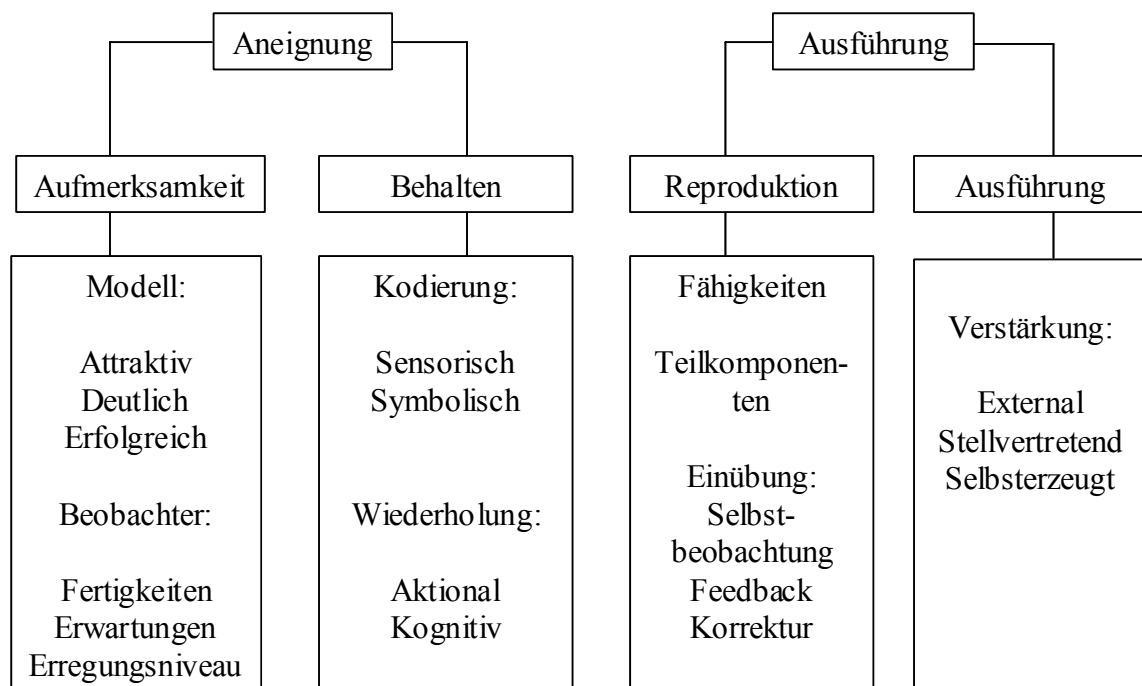 Aneignung
Ausführung
Aufmerksamkeit
Behalten
Reproduktion
Ausführung
Modell:
Attraktiv
Deutlich
Erfolgreich
Beobachter:
Fertigkeiten
Erwartungen
Erregungsniveau
Kodierung:
Sensorisch
Symbolisch
Wiederholung:
Aktional
Kognitiv
Fähigkeiten
Teilkomponen-
ten
Einübung:
Selbst-
beobachtung
Feedback
Korrektur
Verstärkung:
External
Stellvertretend
Selbsterzeugt